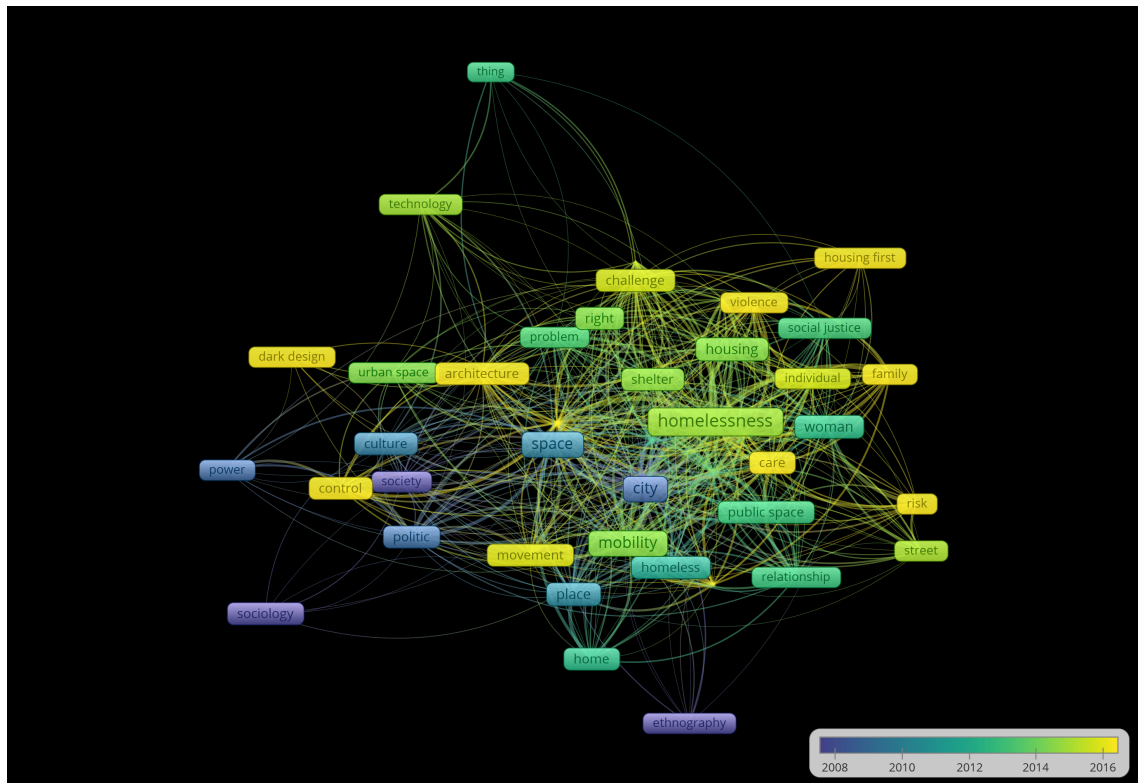 thing
technology
housing first
challenge
violence
right
social justice
problem
housing
dark design
urban space
architecture
shelter
individual
family
homelessness
woman
culture
space
care
power
society
control
city
risk
public space
politic
mobility
movement
street
homeless
relationship
place
sociology
home
ethnography
2008
2010
2012
2014
2016